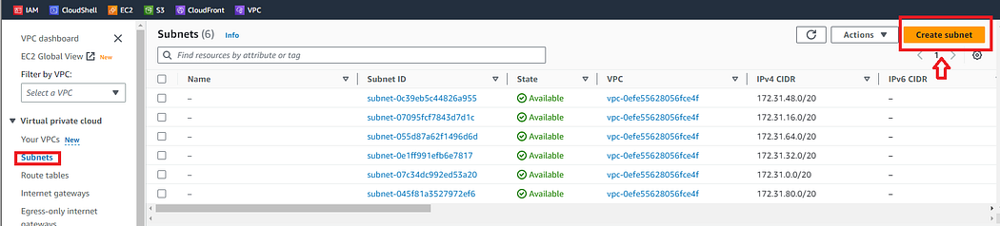 IAM CloudShell EC2 S3 CloudFront VPC
VPC dashboard
EC2 Global View New
Filter by VPC:
Select a VPC
Virtual private cloud
Your VPCs New
Subnets
Route tables
Internet gateways
Egress-only internet
gateways
Subnets (6) Info
Actions
Create subnet
Find resources by attribute or tag
1
Name Subnet ID State VPC IPv4 CIDR IPv6 CIDR
– subnet-0c39eb5c44826a955 Available vpc-0efe55628056fce4f 172.31.48.0/20 –
– subnet-07095fcf7843d7d1c Available vpc-0efe55628056fce4f 172.31.16.0/20 –
– subnet-055d87a62f1496d6d Available vpc-0efe55628056fce4f 172.31.64.0/20 –
– subnet-0e1ff991efb6e7817 Available vpc-0efe55628056fce4f 172.31.32.0/20 –
– subnet-07c34dc992ed53a20 Available vpc-0efe55628056fce4f 172.31.0.0/20 –
– subnet-045f81a3527972ef6 Available vpc-0efe55628056fce4f 172.31.80.0/20 –